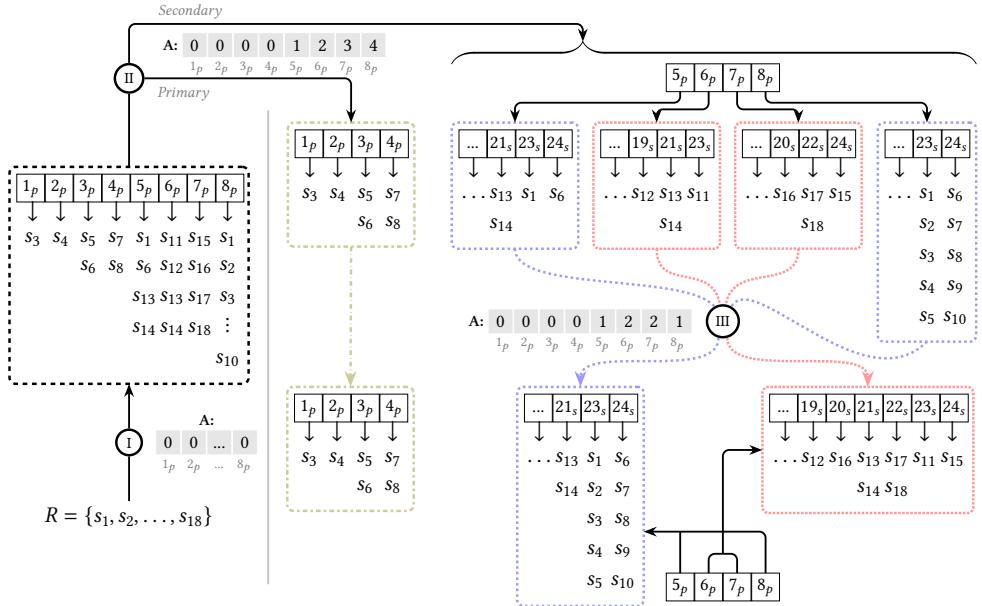 Secondary
A: 0 0 0 0 1 2 3 4
1p 2p 3p 4p 5p 6p 7p 8p
II
Primary
5p 6p 7p 8p
1p 2p 3p 4p
s3 s4 s5 s7
s6 s8
... 21s 23s 24s
... s13 s1 s6
s14
... 19s 21s 23s
... s12 s13 s11
s14
... 20s 22s 24s
... s16 s17 s15
s18
... 23s 24s
... s1 s6
s2 s7
s3 s8
s4 s9
s5 s10
1p 2p 3p 4p 5p 6p 7p 8p
s3 s4 s5 s7 s1 s11 s15 s1
s6 s8 s6 s12 s16 s2
s13 s13 s17 s3
s14 s14 s18 ⋮
s10
III
A: 0 0 0 0 1 2 2 1
1p 2p 3p 4p 5p 6p 7p 8p
I
A:
0 0 ... 0
1p 2p ... 8p
R = {s1, s2, . . . , s18}
1p 2p 3p 4p
s3 s4 s5 s7
s6 s8
... 21s 23s 24s
... s13 s1 s6
s14 s2 s7
s3 s8
s4 s9
s5 s10
... 19s 20s 21s 22s 23s 24s
... s12 s16 s13 s17 s11 s15
s14 s18
5p 6p 7p 8p